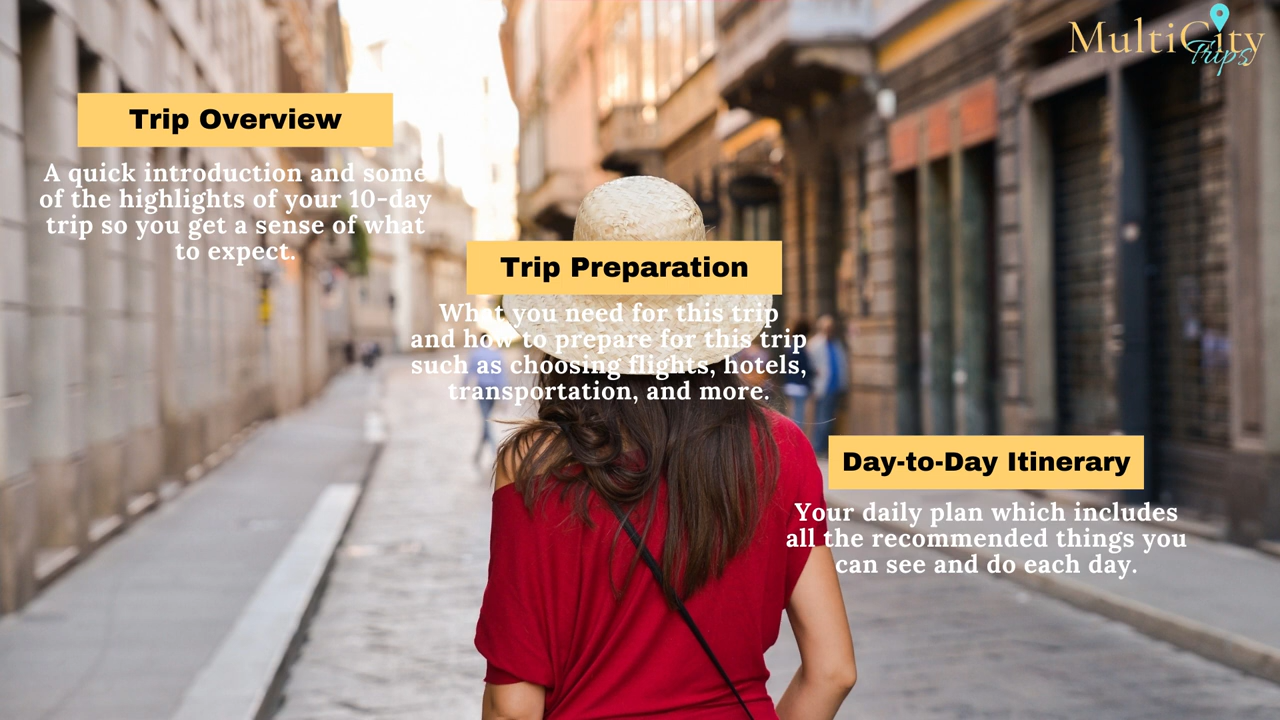 MultiCity
Trips
Trip Overview
A quick introduction and some
of the highlights of your 10-day
trip so you get a sense of what
to expect.
Trip Preparation
What you need for this trip
and how to prepare for this trip
such as choosing flights, hotels,
transportation, and more.
Day-to-Day Itinerary
Your daily plan which includes
all the recommended things you
can see and do each day.